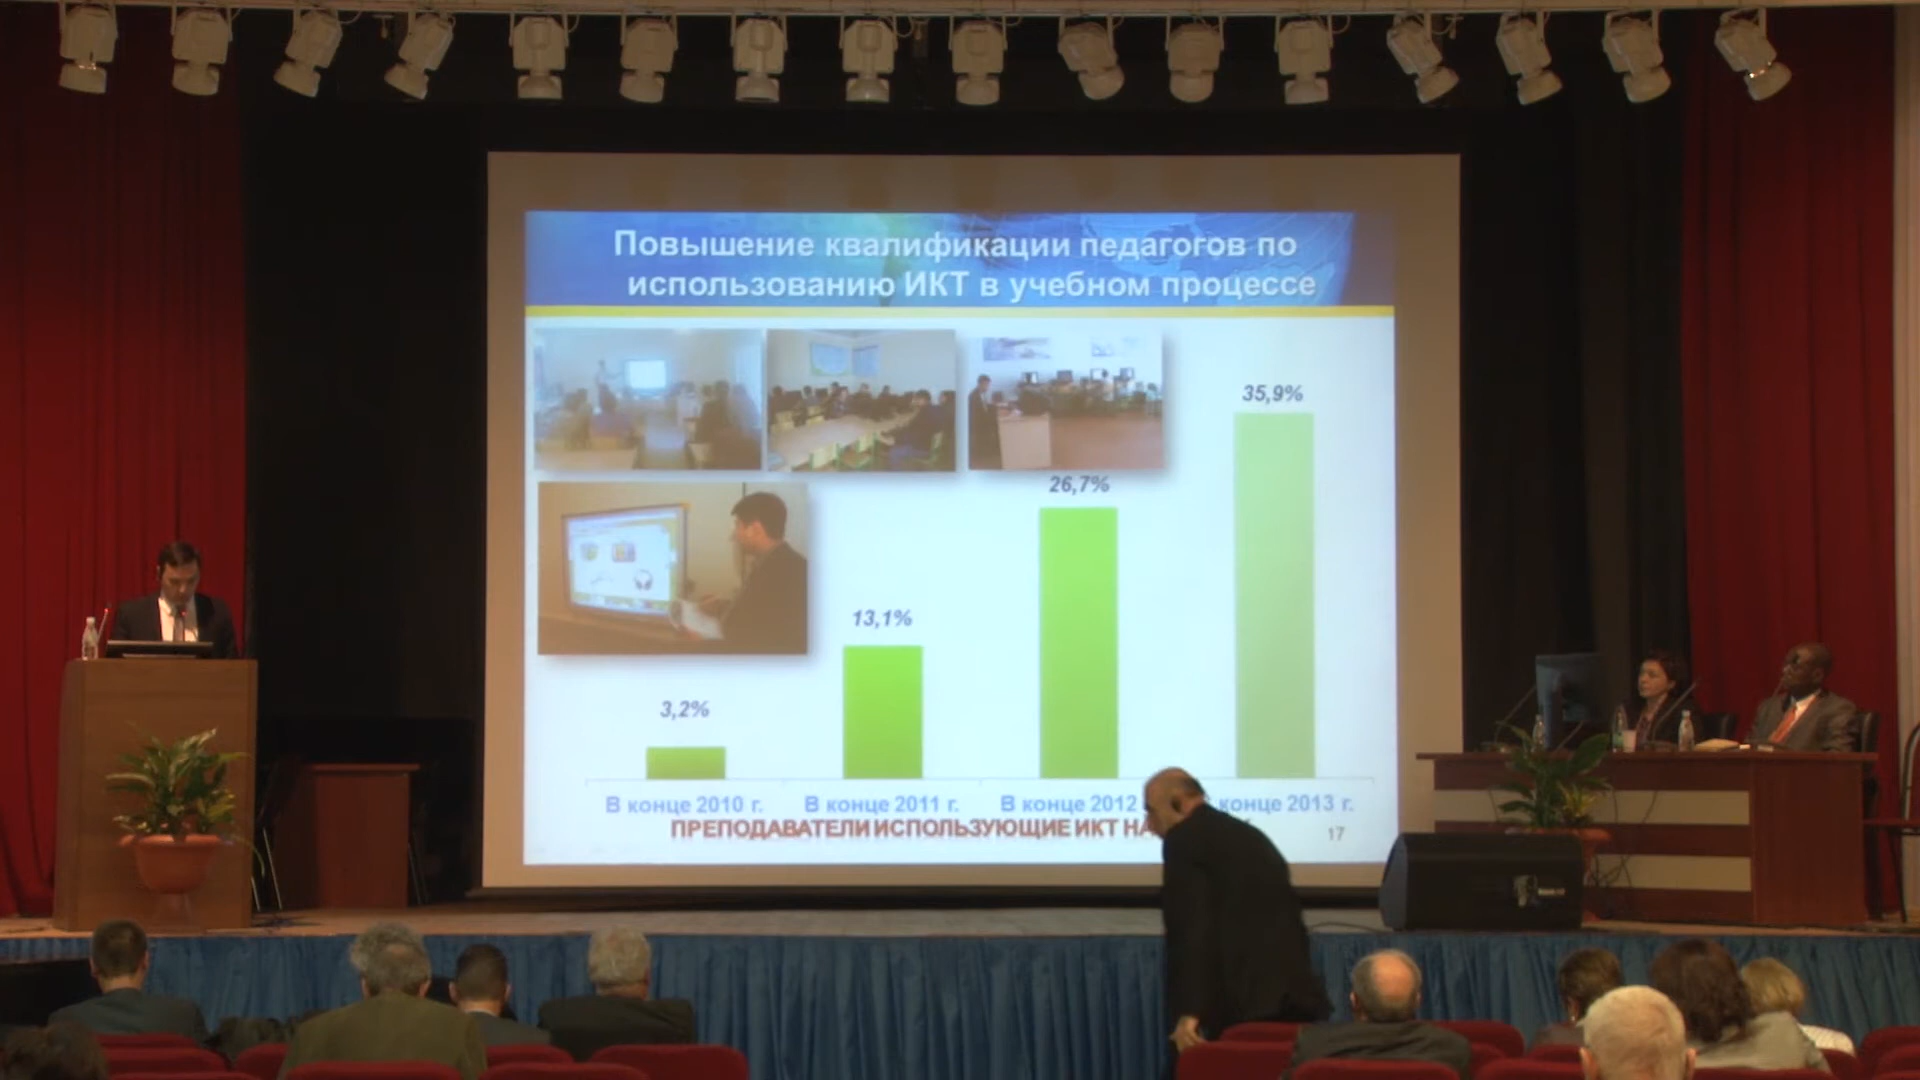 Повышение квалификации педагогов по
использованию ИКТ в учебном процессе
35,9%
26,7%
13,1%
3,2%
В конце 2010 г.
В конце 2011 г.
В конце 2012
конце 2013 г.
ПРЕПОДАВАТЕЛИ ИСПОЛЬЗУЮЩИЕ ИКТ НА
17